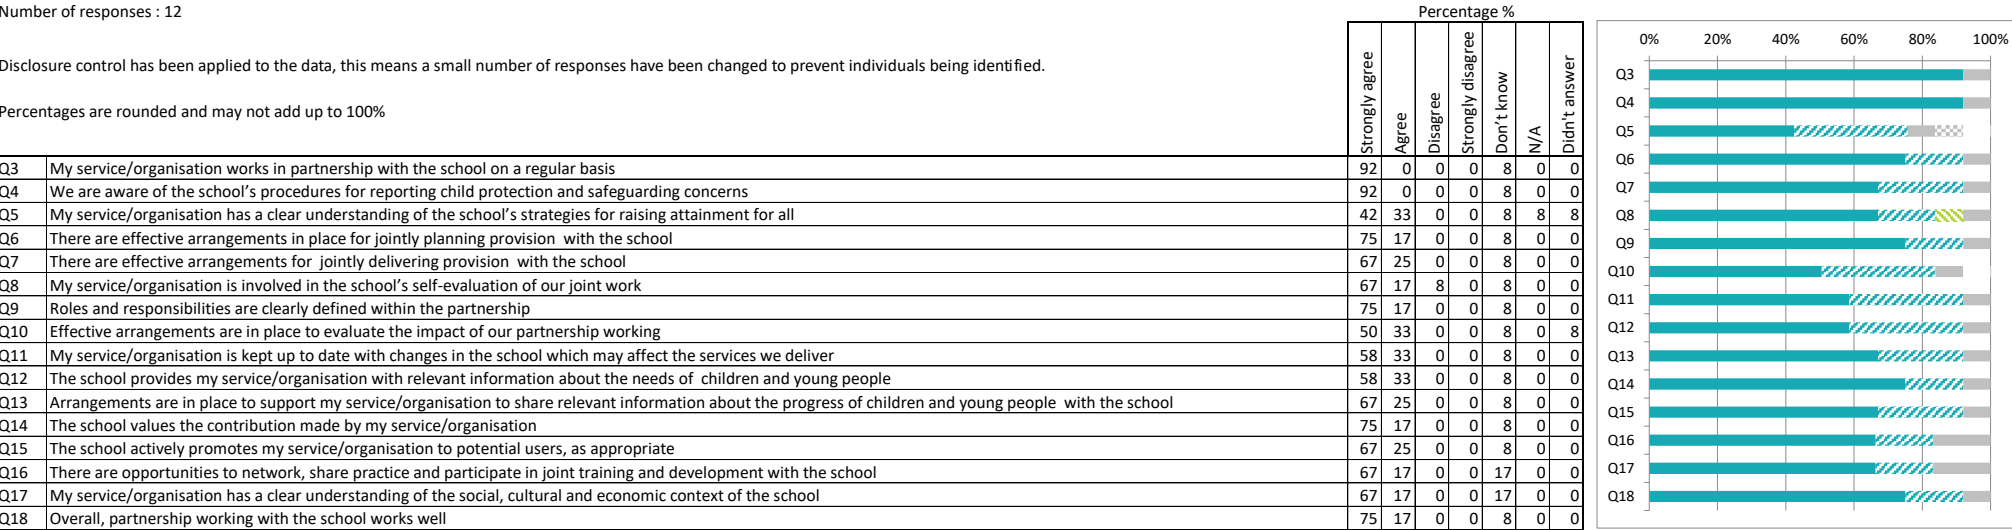 Number of responses : 12
Percentage %
Disclosure control has been applied to the data, this means a small number of responses have been changed to prevent individuals being identified.
Percentages are rounded and may not add up to 100%
Strongly agree
Agree
Disagree
Strongly disagree
Don't know
N/A
Didn't answer
Q3 My service/organisation works in partnership with the school on a regular basis 92 0 0 0 8 0 0
Q4 We are aware of the school’s procedures for reporting child protection and safeguarding concerns 92 0 0 0 8 0 0
Q5 My service/organisation has a clear understanding of the school’s strategies for raising attainment for all 42 33 0 0 8 8 8
Q6 There are effective arrangements in place for jointly planning provision with the school 75 17 0 0 8 0 0
Q7 There are effective arrangements for jointly delivering provision with the school 67 25 0 0 8 0 0
Q8 My service/organisation is involved in the school’s self-evaluation of our joint work 67 17 8 0 8 0 0
Q9 Roles and responsibilities are clearly defined within the partnership 75 17 0 0 8 0 0
Q10 Effective arrangements are in place to evaluate the impact of our partnership working 50 33 0 0 8 0 8
Q11 My service/organisation is kept up to date with changes in the school which may affect the services we deliver 58 33 0 0 8 0 0
Q12 The school provides my service/organisation with relevant information about the needs of children and young people 58 33 0 0 8 0 0
Q13 Arrangements are in place to support my service/organisation to share relevant information about the progress of children and young people with the school 67 25 0 0 8 0 0
Q14 The school values the contribution made by my service/organisation 75 17 0 0 8 0 0
Q15 The school actively promotes my service/organisation to potential users, as appropriate 67 25 0 0 8 0 0
Q16 There are opportunities to network, share practice and participate in joint training and development with the school 67 17 0 0 17 0 0
Q17 My service/organisation has a clear understanding of the social, cultural and economic context of the school 67 17 0 0 17 0 0
Q18 Overall, partnership working with the school works well 75 17 0 0 8 0 0
0% 20% 40% 60% 80% 100%
Q3
Q4
Q5
Q6
Q7
Q8
Q9
Q10
Q11
Q12
Q13
Q14
Q15
Q16
Q17
Q18